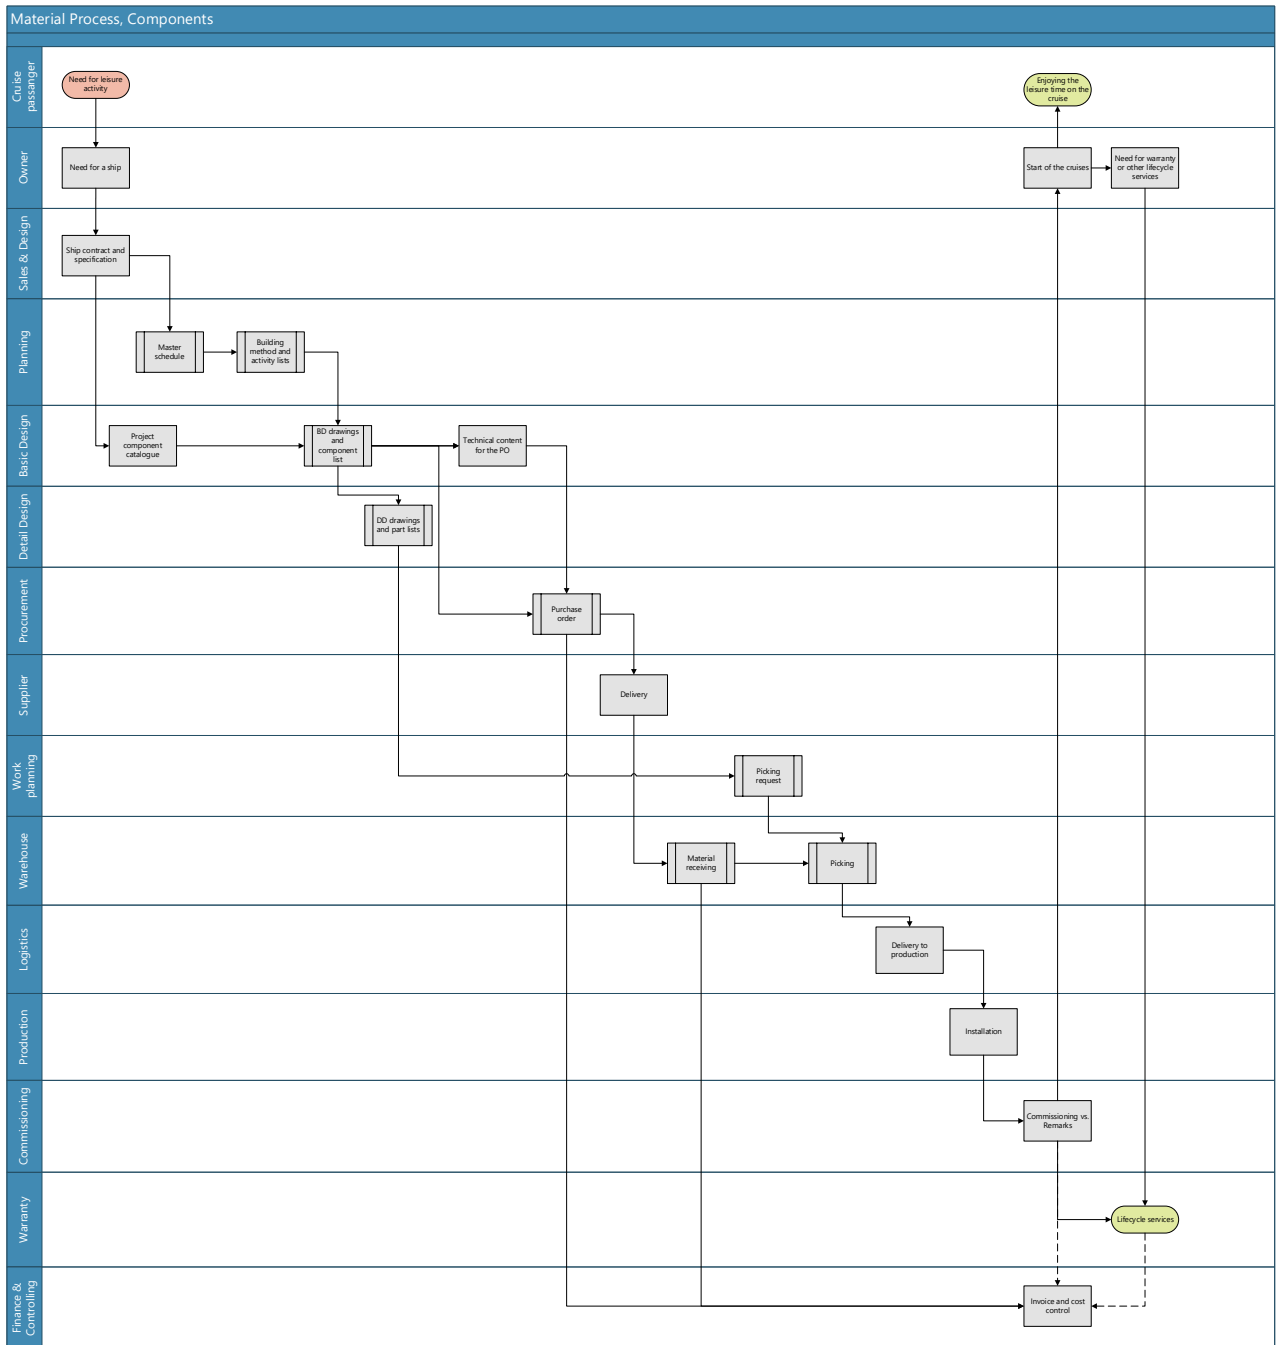 Material Process, Components
Cruise
passanger
Need for leisure
activity
Enjoying the
leisure time on the
cruise
Owner
Need for a ship
Start of the cruises
Need for warranty
or other lifecycle
services
Sales & Design
Ship contract and
specification
Planning
Master
schedule
Building
method and
activity lists
Basic Design
Project
component
catalogue
BD drawings
and
component
list
Technical content
for the PO
Detail Design
DD drawings
and part lists
Procurement
Purchase
order
Supplier
Delivery
Work
planning
Picking
request
Warehouse
Material
receiving
Picking
Logistics
Delivery to
production
Production
Installation
Commissioning
Commissioning vs.
Remarks
Warranty
Lifecycle services
Finance &
Controlling
Invoice and cost
control